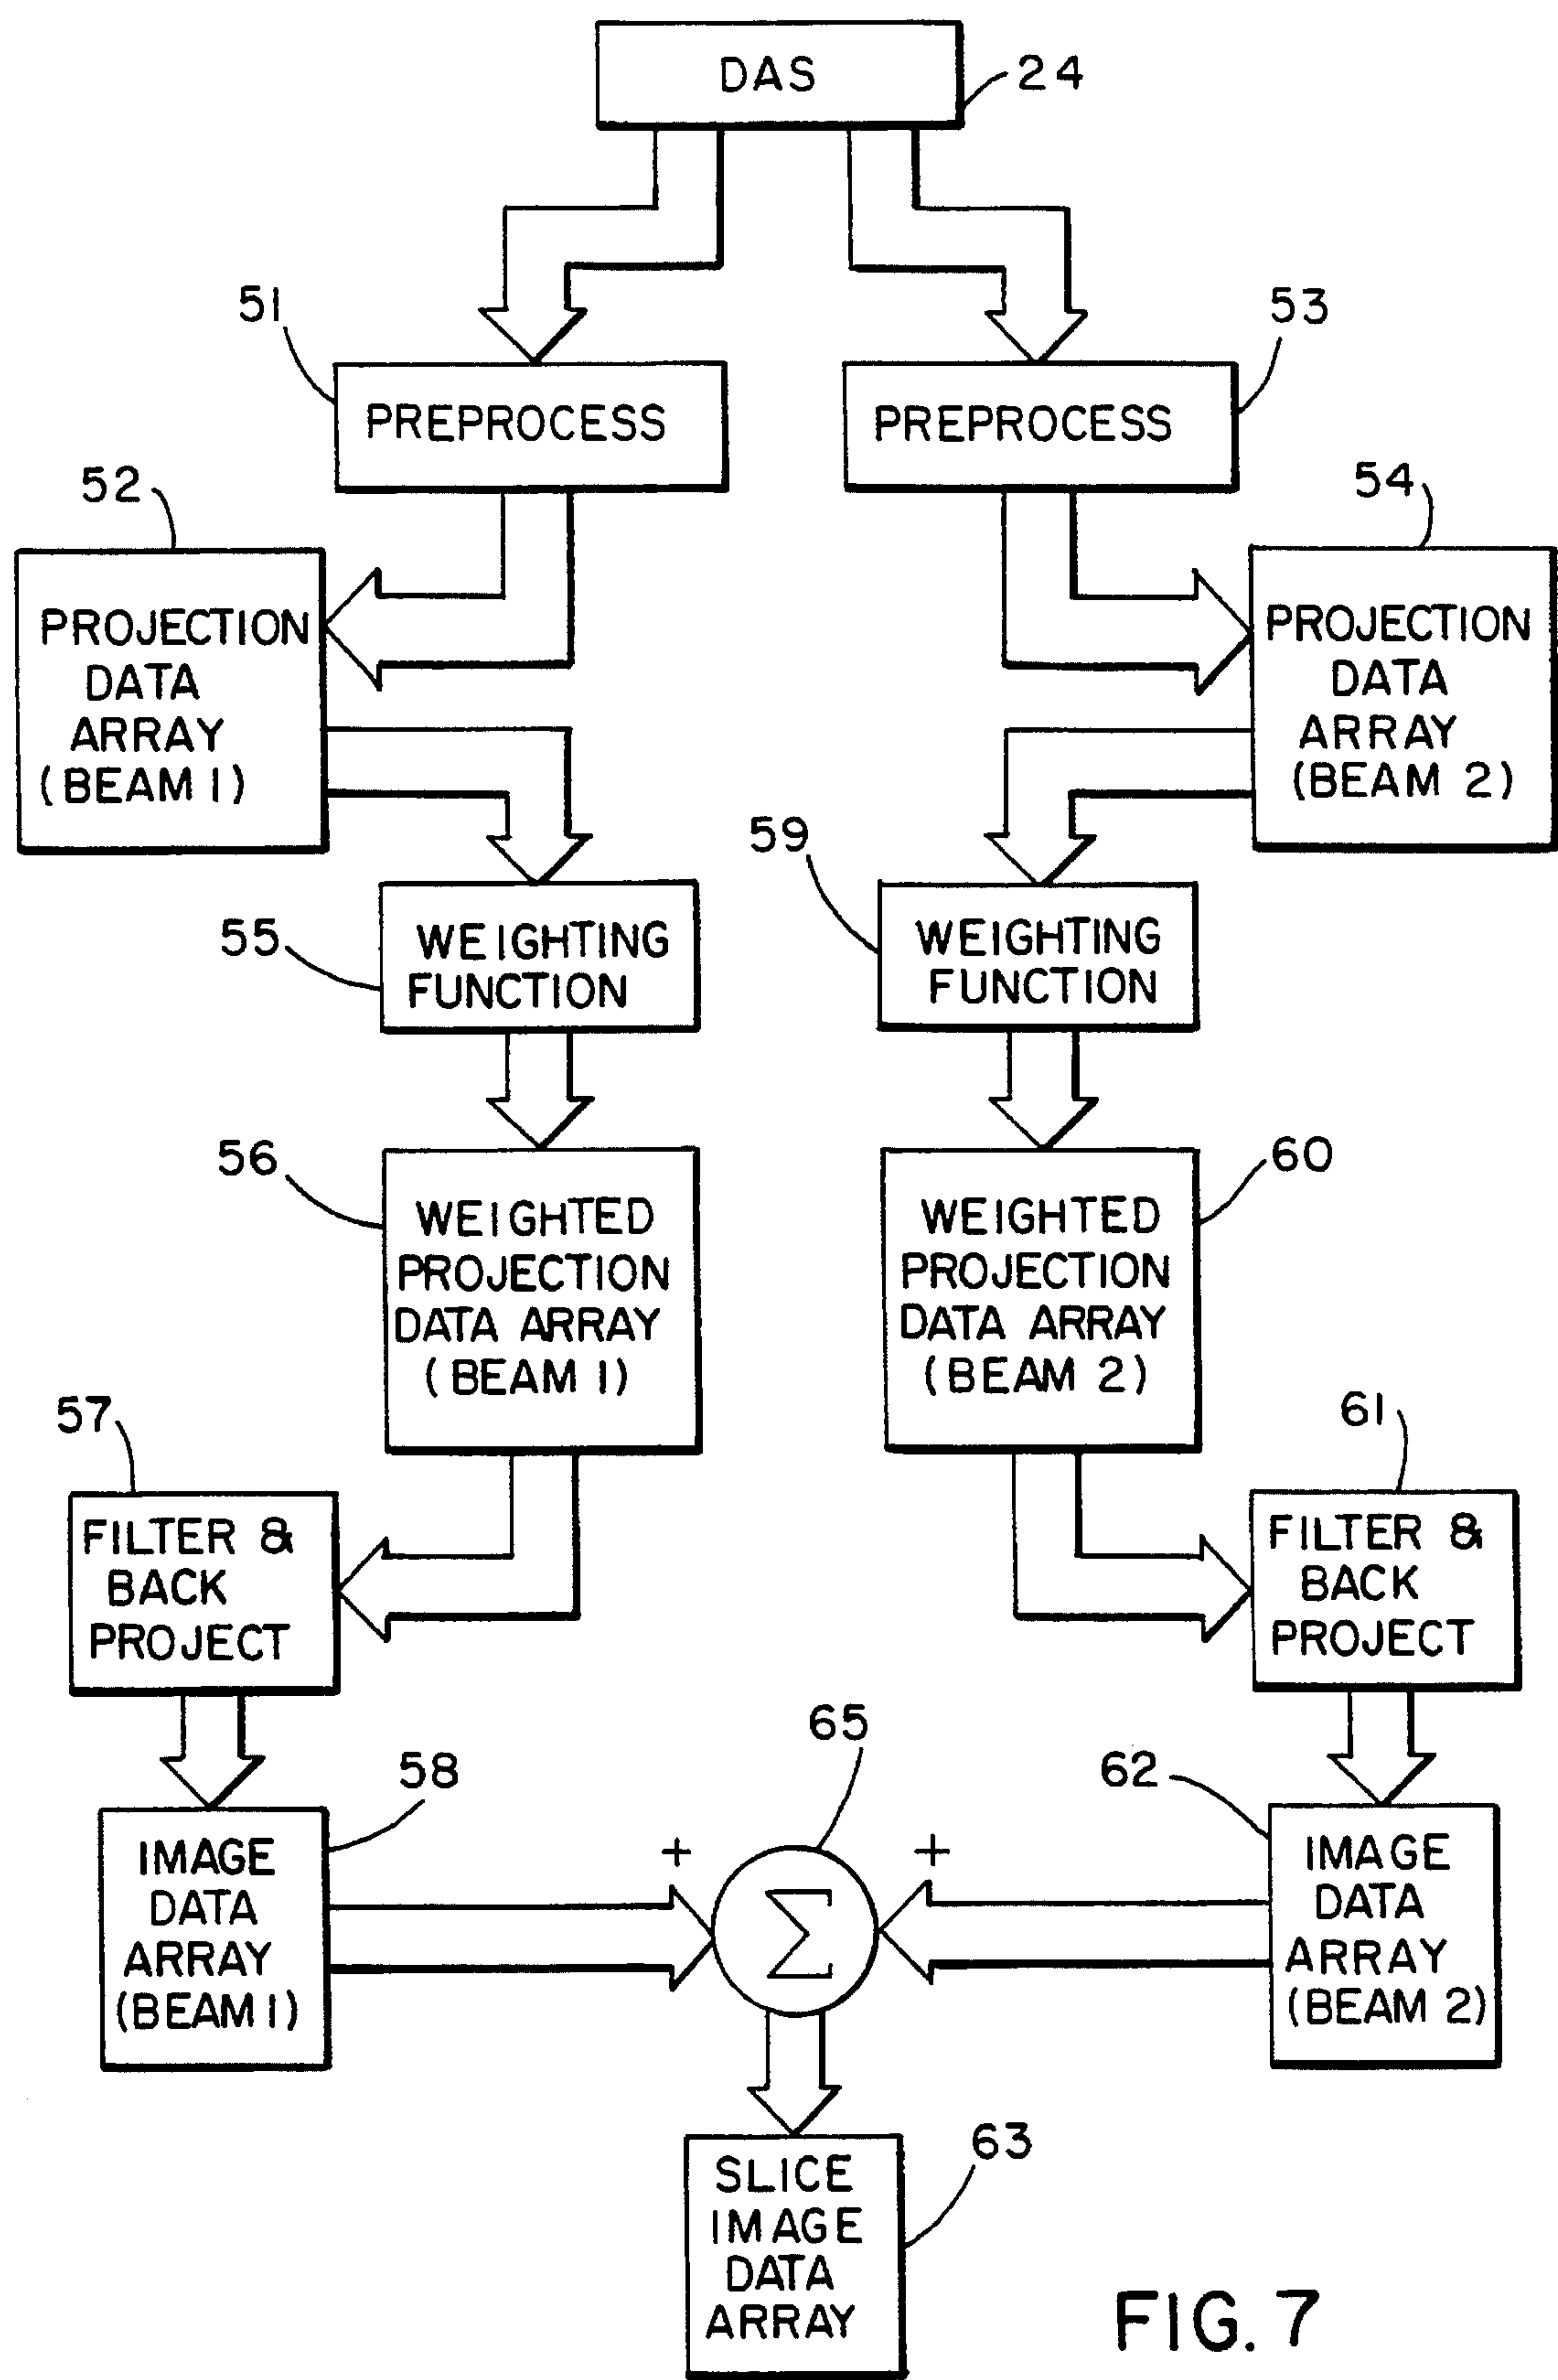 DAS
24
51
53
PREPROCESS
PREPROCESS
52
54
PROJECTION
DATA
ARRAY
(BEAM 1)
PROJECTION
DATA
ARRAY
(BEAM 2)
55
WEIGHTING
FUNCTION
59
WEIGHTING
FUNCTION
56
WEIGHTED
PROJECTION
DATA ARRAY
(BEAM 1)
60
WEIGHTED
PROJECTION
DATA ARRAY
(BEAM 2)
57
FILTER &
BACK
PROJECT
61
FILTER &
BACK
PROJECT
58
IMAGE
DATA
ARRAY
(BEAM 1)
65
+
Σ
+
62
IMAGE
DATA
ARRAY
(BEAM 2)
63
SLICE
IMAGE
DATA
ARRAY
FIG. 7